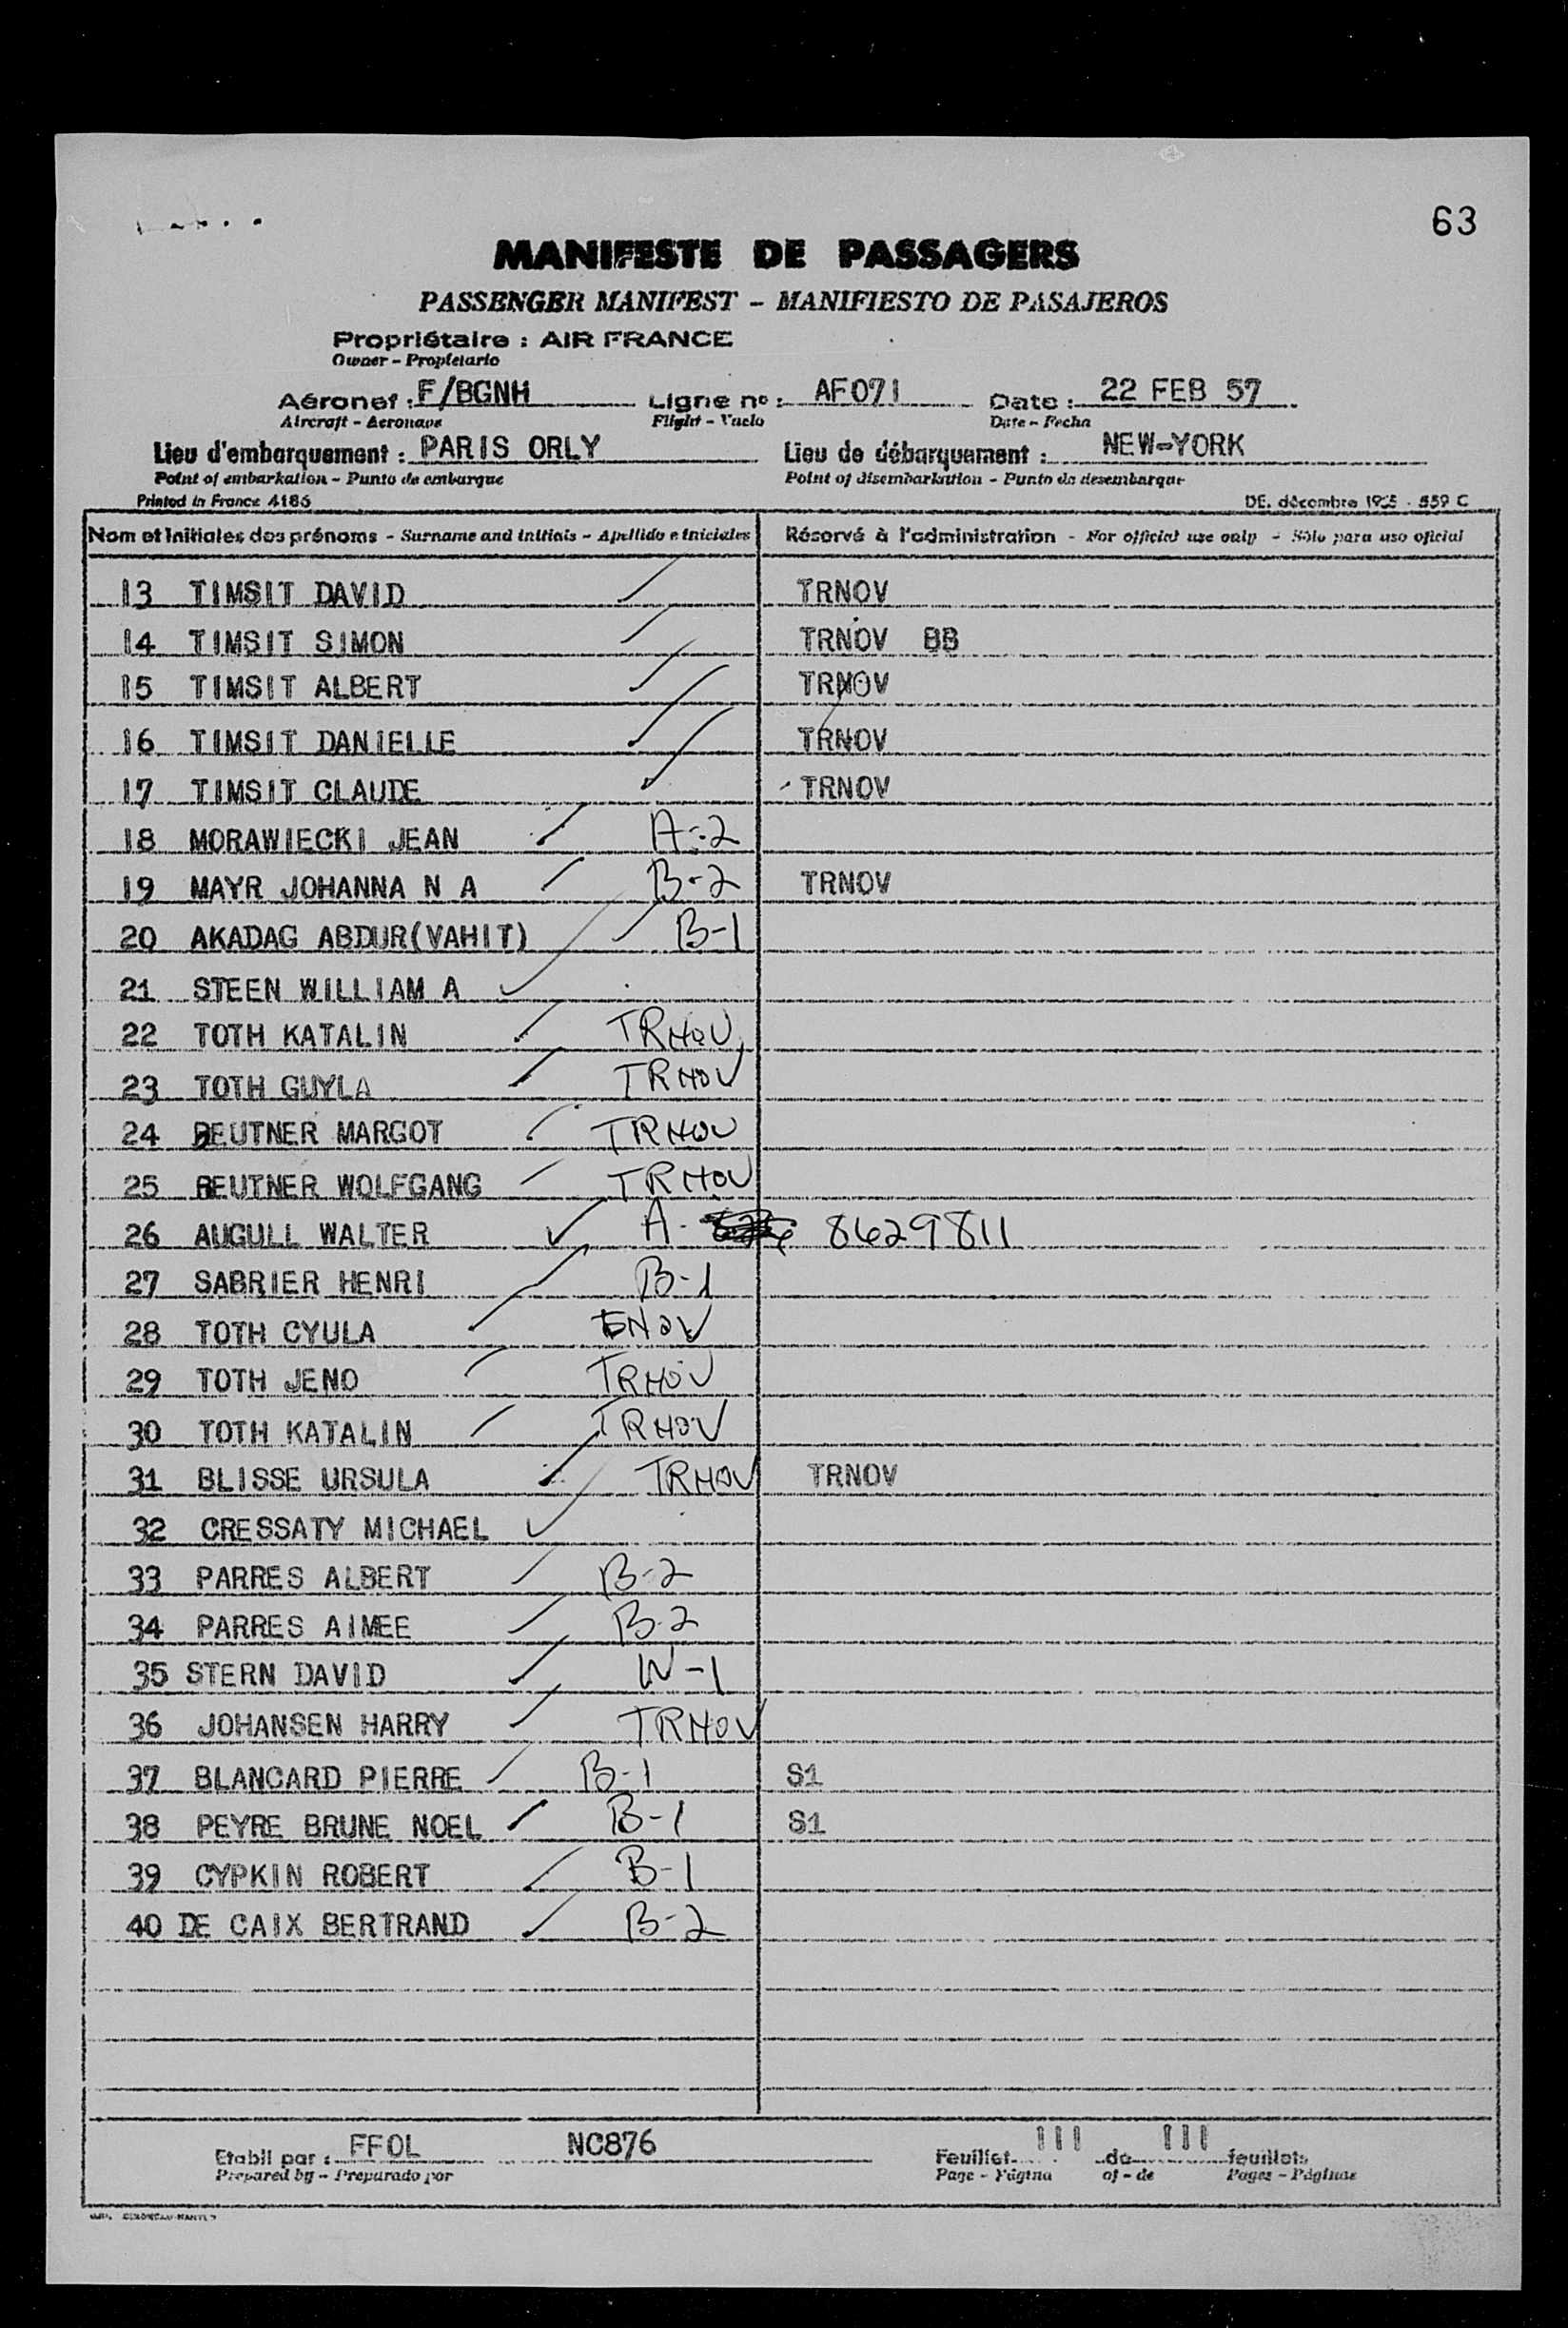 63
MANIFESTE DE PASSAGERS
PASSENGER MANIFEST - MANIFIESTO DE PASAJEROS
Propriétaire : AIR FRANCE
Owner - Propietario
Aéronef : F/BGNH Ligne nº : AF071 Date : 22 FEB 57
Aircraft - Aeronave Flight - Vuelo Date - Fecha
Lieu d'embarquement : PARIS ORLY Lieu de débarquement : NEW-YORK
Point of embarkation - Punto de embarque Point of disembarkation - Punto de desembarque
Printed in France 4186 DE. décembre 1955 - 559 C
Nom et initiales des prénoms - Surname and initials - Apellido e iniciales Réservé à l'administration - For official use only - Sólo para uso oficial
13 TIMSIT DAVID TRNOV
14 TIMSIT SIMON TRNOV BB
15 TIMSIT ALBERT TRNOV
16 TIMSIT DANIELLE TRNOV
17 TIMSIT CLAUDE TRNOV
18 MORAWIECKI JEAN A-2
19 MAYR JOHANNA N A B-2 TRNOV
20 AKADAG ABDUR(VAHIT) B-1
21 STEEN WILLIAM A
22 TOTH KATALIN TRNOV
23 TOTH GUYLA TRNOV
24 BEUTNER MARGOT TRNOV
25 BEUTNER WOLFGANG TRNOV
26 AUGULL WALTER A- 8629811
27 SABRIER HENRI B-1
28 TOTH CYULA
29 TOTH JENO TRNOV
30 TOTH KATALIN TRNOV
31 BLISSE URSULA TRNOV TRNOV
32 CRESSATY MICHAEL
33 PARRES ALBERT B-2
34 PARRES AIMEE B-2
35 STERN DAVID W-1
36 JOHANSEN HARRY TRNOV
37 BLANCARD PIERRE B-1 S1
38 PEYRE BRUNE NOEL B-1 S1
39 CYPKIN ROBERT B-1
40 DE CAIX BERTRAND B-2
Etabli par : FFOL NC876 Feuillet III de III feuillets
Prepared by - Preparado por Page - Página of - de Pages - Páginas